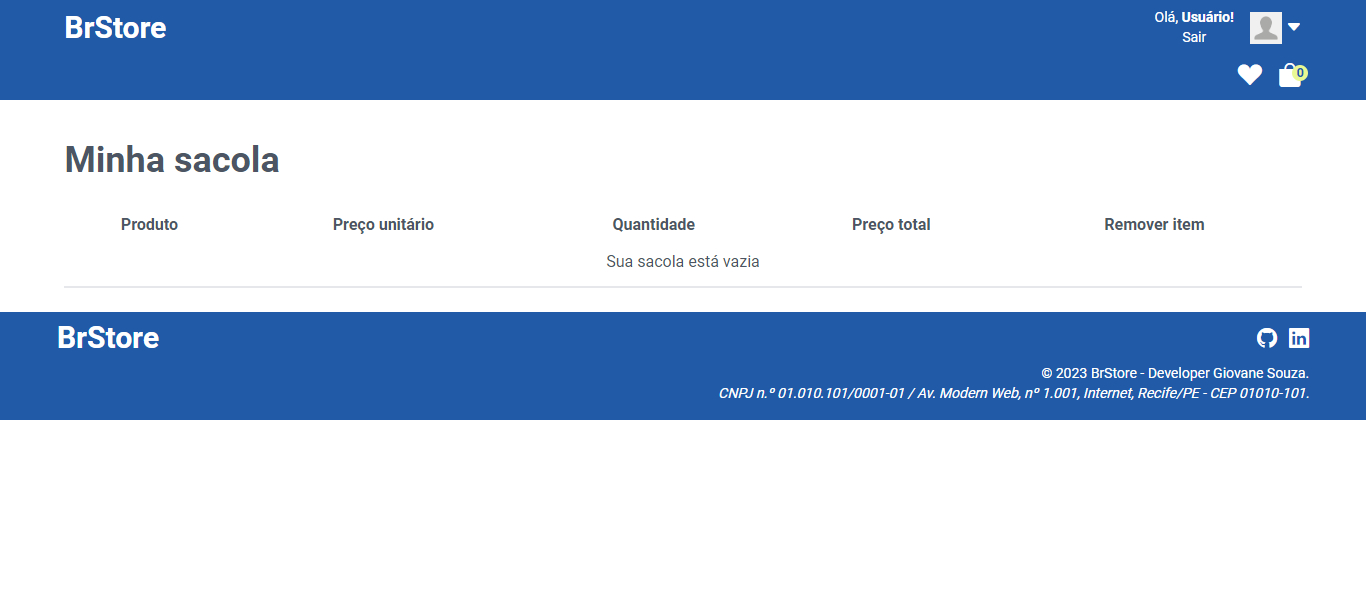 BrStore
Olá, Usuário!
Sair
0
Minha sacola
Produto Preço unitário Quantidade Preço total Remover item
Sua sacola está vazia
BrStore
in
© 2023 BrStore - Developer Giovane Souza.
CNPJ n.º 01.010.101/0001-01 / Av. Modern Web, nº 1.001, Internet, Recife/PE - CEP 01010-101.